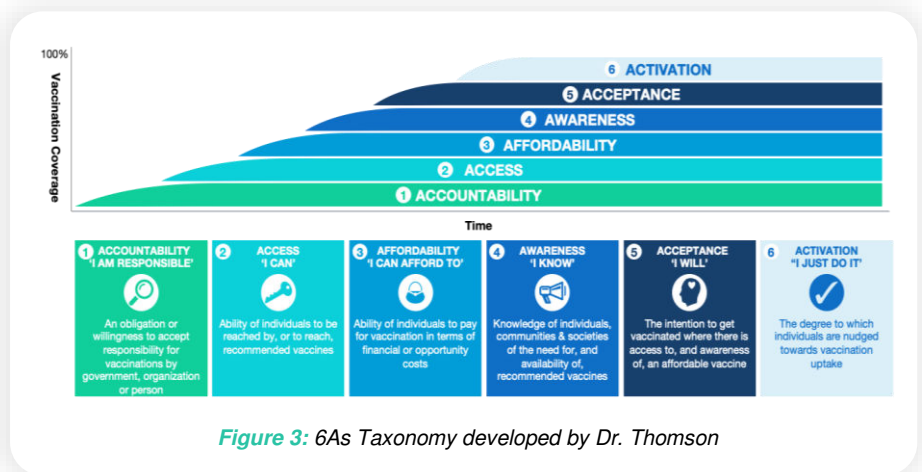 100%
Vaccination Coverage
6 ACTIVATION
5 ACCEPTANCE
4 AWARENESS
3 AFFORDABILITY
2 ACCESS
1 ACCOUNTABILITY
Time
1 ACCOUNTABILITY
'I AM RESPONSIBLE'
An obligation or
willingness to accept
responsibility for
vaccinations by
government, organization
or person
2 ACCESS
'I CAN'
Ability of individuals to be
reached by, or to reach,
recommended vaccines
3 AFFORDABILITY
'I CAN AFFORD TO'
Ability of individuals to pay
for vaccination in terms of
financial or opportunity
costs
4 AWARENESS
'I KNOW'
Knowledge of individuals,
communities & societies
of the need for, and
availability of,
recommended vaccines
5 ACCEPTANCE
'I WILL'
The intention to get
vaccinated where there is
access to, and awareness
of, an affordable vaccine
6 ACTIVATION
"I JUST DO IT'
The degree to which
individuals are nudged
towards vaccination
uptake
Figure 3: 6As Taxonomy developed by Dr. Thomson